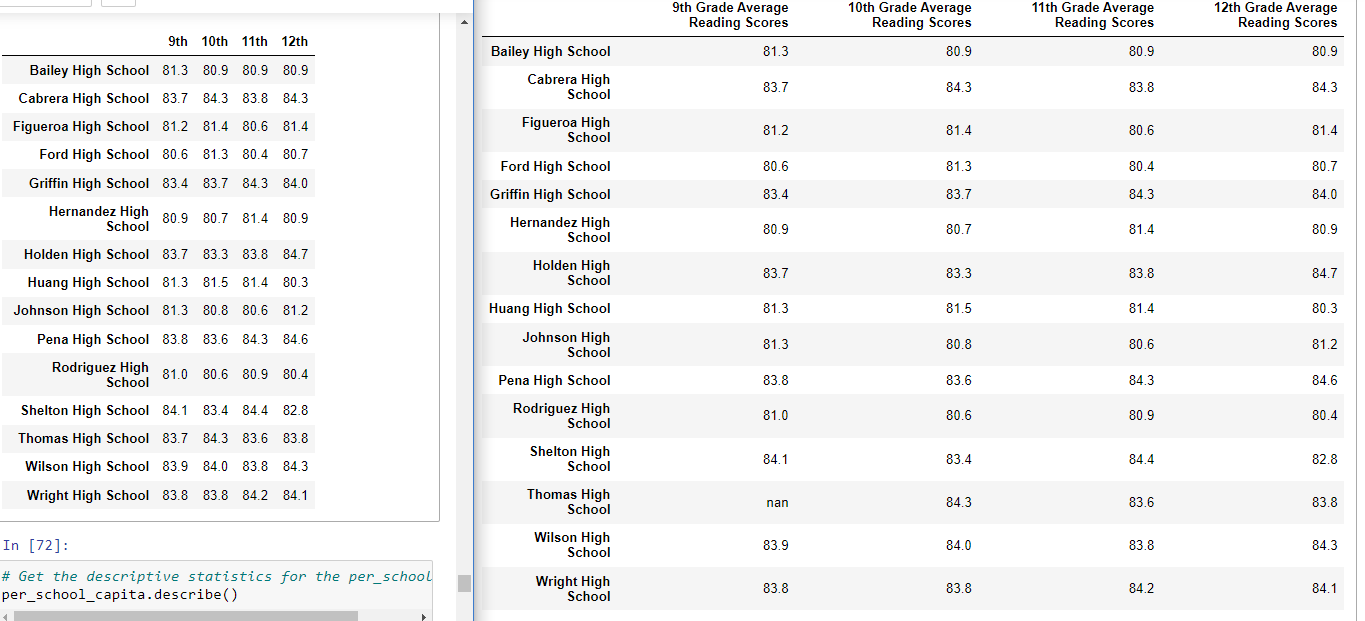 9th 10th 11th 12th
Bailey High School 81.3 80.9 80.9 80.9
Cabrera High School 83.7 84.3 83.8 84.3
Figueroa High School 81.2 81.4 80.6 81.4
Ford High School 80.6 81.3 80.4 80.7
Griffin High School 83.4 83.7 84.3 84.0
Hernandez High
School 80.9 80.7 81.4 80.9
Holden High School 83.7 83.3 83.8 84.7
Huang High School 81.3 81.5 81.4 80.3
Johnson High School 81.3 80.8 80.6 81.2
Pena High School 83.8 83.6 84.3 84.6
Rodriguez High
School 81.0 80.6 80.9 80.4
Shelton High School 84.1 83.4 84.4 82.8
Thomas High School 83.7 84.3 83.6 83.8
Wilson High School 83.9 84.0 83.8 84.3
Wright High School 83.8 83.8 84.2 84.1
In [72]:
# Get the descriptive statistics for the per_school
per_school_capita.describe()
9th Grade Average 10th Grade Average 11th Grade Average 12th Grade Average
Reading Scores Reading Scores Reading Scores Reading Scores
Bailey High School 81.3 80.9 80.9 80.9
Cabrera High
School 83.7 84.3 83.8 84.3
Figueroa High
School 81.2 81.4 80.6 81.4
Ford High School 80.6 81.3 80.4 80.7
Griffin High School 83.4 83.7 84.3 84.0
Hernandez High
School 80.9 80.7 81.4 80.9
Holden High
School 83.7 83.3 83.8 84.7
Huang High School 81.3 81.5 81.4 80.3
Johnson High
School 81.3 80.8 80.6 81.2
Pena High School 83.8 83.6 84.3 84.6
Rodriguez High
School 81.0 80.6 80.9 80.4
Shelton High
School 84.1 83.4 84.4 82.8
Thomas High
School nan 84.3 83.6 83.8
Wilson High
School 83.9 84.0 83.8 84.3
Wright High
School 83.8 83.8 84.2 84.1